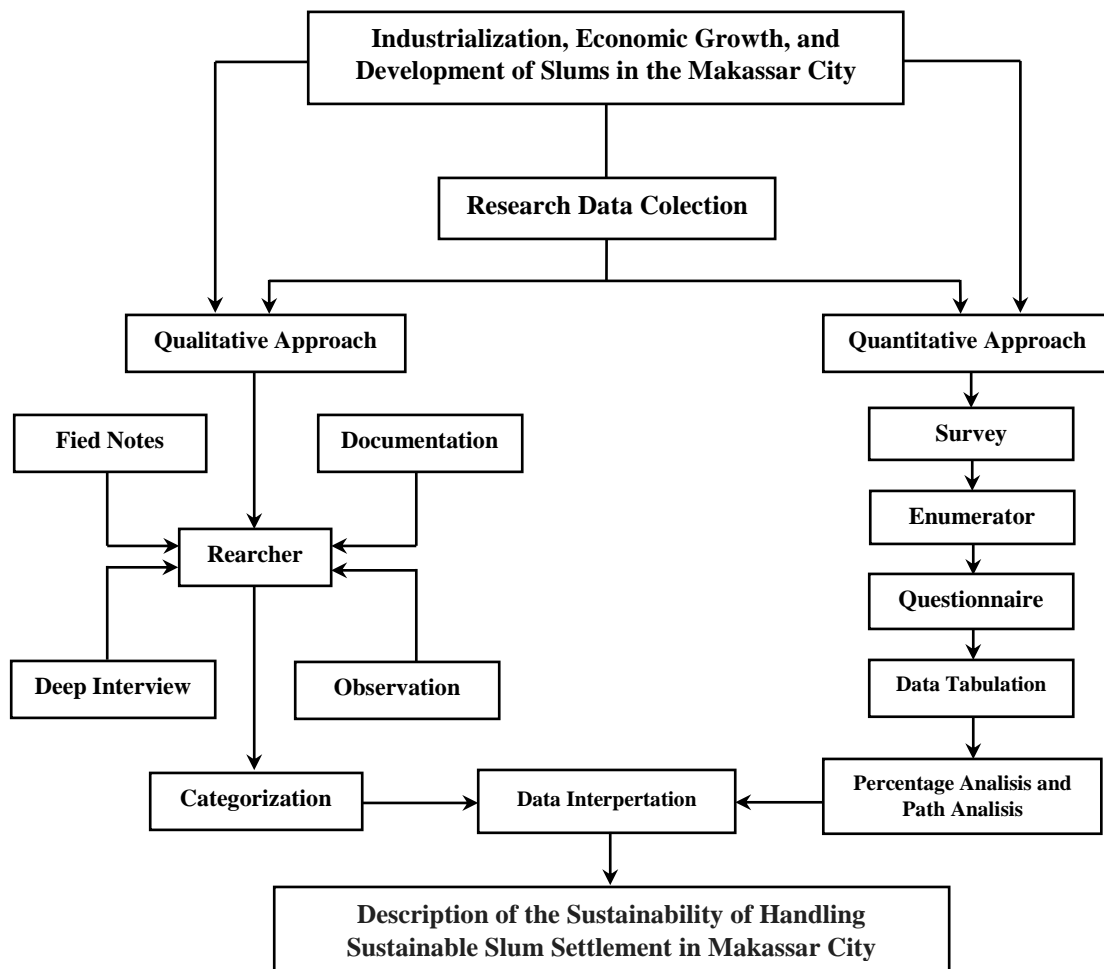 Industrialization, Economic Growth, and
Development of Slums in the Makassar City
Research Data Colection
Qualitative Approach
Quantitative Approach
Fied Notes
Documentation
Survey
Enumerator
Rearcher
Questionnaire
Deep Interview
Observation
Data Tabulation
Categorization
Data Interpertation
Percentage Analisis and
Path Analisis
Description of the Sustainability of Handling
Sustainable Slum Settlement in Makassar City